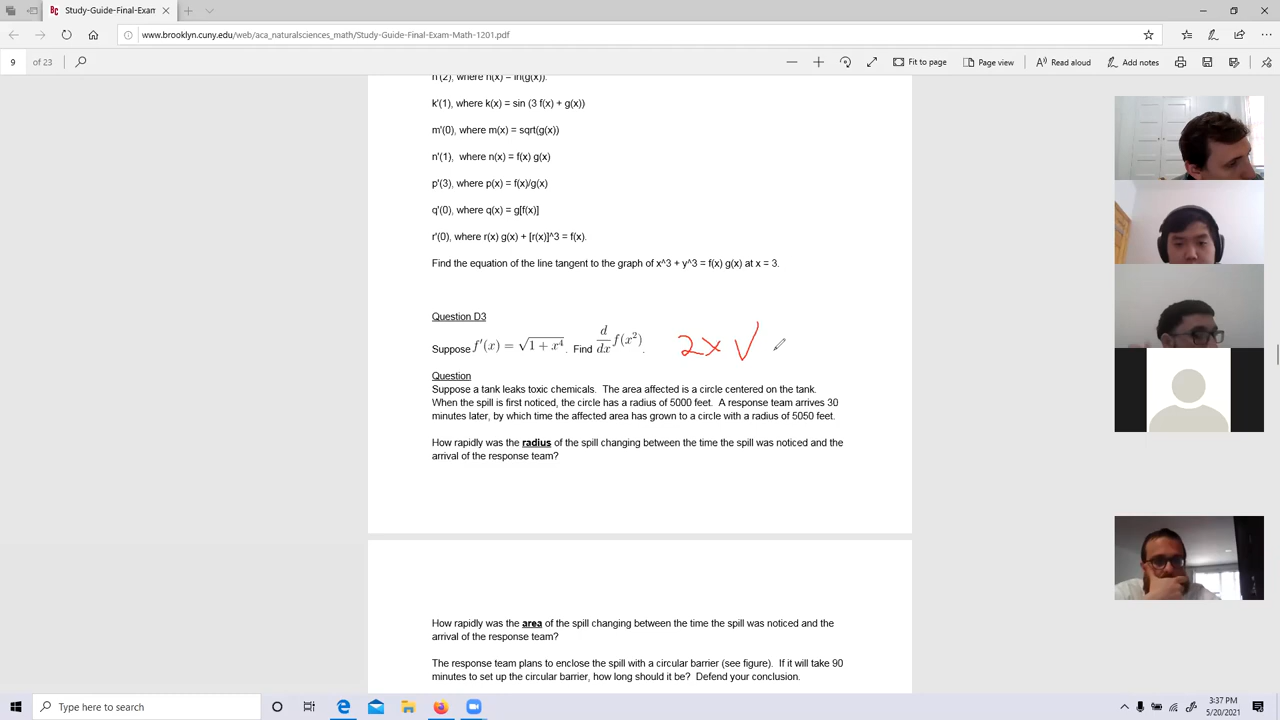 Study-Guide-Final-Exam
www.brooklyn.cuny.edu/web/aca_naturalsciences_math/Study-Guide-Final-Exam-Math-1201.pdf
9 of 23
Fit to page
Page view
Read aloud
Add notes
n'(2), where n(x) = ln(g(x)).
k'(1), where k(x) = sin (3 f(x) + g(x))
m'(0), where m(x) = sqrt(g(x))
n'(1), where n(x) = f(x) g(x)
p'(3), where p(x) = f(x)/g(x)
q'(0), where q(x) = g[f(x)]
r'(0), where r(x) g(x) + [r(x)]^3 = f(x).
Find the equation of the line tangent to the graph of x^3 + y^3 = f(x) g(x) at x = 3.
Question D3
Suppose f′(x) = √(1 + x⁴). Find d/dx f(x²). 2x √
Question
Suppose a tank leaks toxic chemicals. The area affected is a circle centered on the tank.
When the spill is first noticed, the circle has a radius of 5000 feet. A response team arrives 30
minutes later, by which time the affected area has grown to a circle with a radius of 5050 feet.
How rapidly was the radius of the spill changing between the time the spill was noticed and the
arrival of the response team?
How rapidly was the area of the spill changing between the time the spill was noticed and the
arrival of the response team?
The response team plans to enclose the spill with a circular barrier (see figure). If it will take 90
minutes to set up the circular barrier, how long should it be? Defend your conclusion.
Type here to search
3:37 PM
5/20/2021